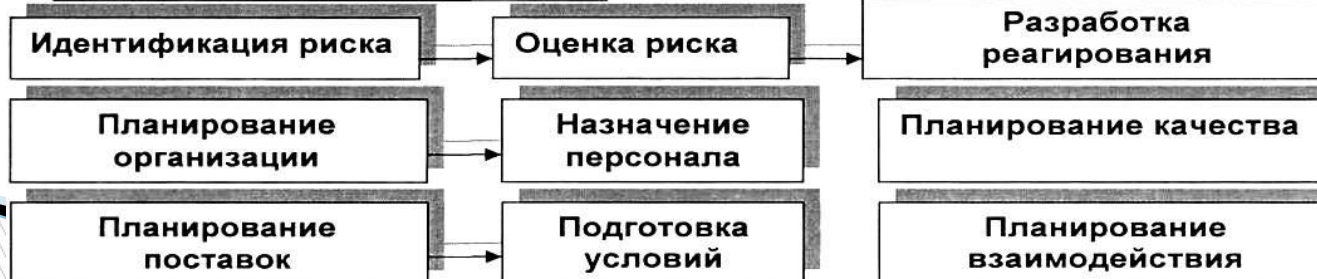 Идентификация риска
Оценка риска
Разработка
реагирования
Планирование
организации
Назначение
персонала
Планирование качества
Планирование
поставок
Подготовка
условий
Планирование
взаимодействия